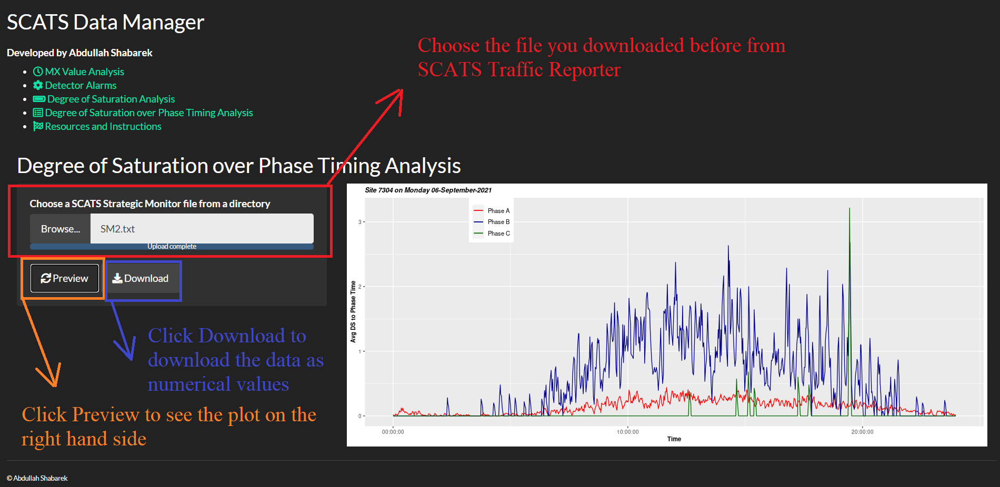 SCATS Data Manager
Developed by Abdullah Shabarek
MX Value Analysis
Detector Alarms
Degree of Saturation Analysis
Degree of Saturation over Phase Timing Analysis
Resources and Instructions
Choose the file you downloaded before from
SCATS Traffic Reporter
Degree of Saturation over Phase Timing Analysis
Choose a SCATS Strategic Monitor file from a directory
Browse...
SM2.txt
Upload complete
Preview
Download
Click Download to
download the data as
numerical values
Click Preview to see the plot on the
right hand side
Site 7304 on Monday 06-September-2021
Phase A
Phase B
Phase C
Avg DS to Phase Time
3
2
1
0
00:00:00
10:00:00
20:00:00
Time
© Abdullah Shabarek